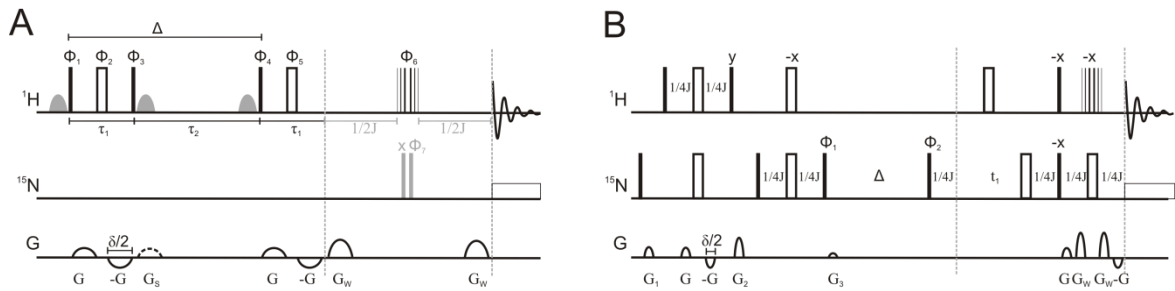 A
Δ
Φ1 Φ2 Φ3 Φ4 Φ5 Φ6
1H
τ1 τ2 τ1 1/2J 1/2J
x Φ7
15N
G δ/2
G -G GS G -G GW GW
B
y -x -x -x
1H 1/4J 1/4J
Φ1 Φ2 -x
15N 1/4J 1/4J Δ 1/4J t1 1/4J 1/4J 1/4J
G δ/2
G1 G -G G2 G3 G GW GW -G